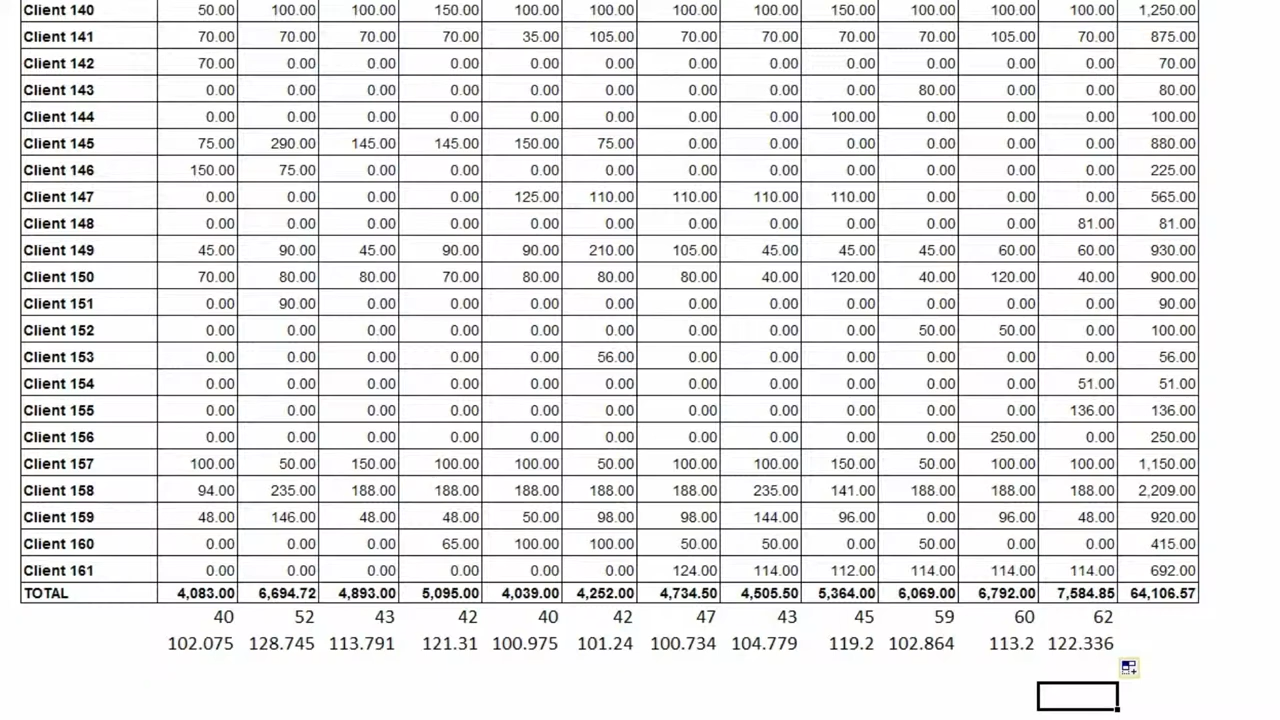 Client 140 50.00 100.00 100.00 150.00 100.00 100.00 100.00 100.00 150.00 100.00 100.00 100.00 1,250.00
Client 141 70.00 70.00 70.00 70.00 35.00 105.00 70.00 70.00 70.00 70.00 105.00 70.00 875.00
Client 142 70.00 0.00 0.00 0.00 0.00 0.00 0.00 0.00 0.00 0.00 0.00 0.00 70.00
Client 143 0.00 0.00 0.00 0.00 0.00 0.00 0.00 0.00 0.00 80.00 0.00 0.00 80.00
Client 144 0.00 0.00 0.00 0.00 0.00 0.00 0.00 0.00 100.00 0.00 0.00 0.00 100.00
Client 145 75.00 290.00 145.00 145.00 150.00 75.00 0.00 0.00 0.00 0.00 0.00 0.00 880.00
Client 146 150.00 75.00 0.00 0.00 0.00 0.00 0.00 0.00 0.00 0.00 0.00 0.00 225.00
Client 147 0.00 0.00 0.00 0.00 125.00 110.00 110.00 110.00 110.00 0.00 0.00 0.00 565.00
Client 148 0.00 0.00 0.00 0.00 0.00 0.00 0.00 0.00 0.00 0.00 0.00 81.00 81.00
Client 149 45.00 90.00 45.00 90.00 90.00 210.00 105.00 45.00 45.00 45.00 60.00 60.00 930.00
Client 150 70.00 80.00 80.00 70.00 80.00 80.00 80.00 40.00 120.00 40.00 120.00 40.00 900.00
Client 151 0.00 90.00 0.00 0.00 0.00 0.00 0.00 0.00 0.00 0.00 0.00 0.00 90.00
Client 152 0.00 0.00 0.00 0.00 0.00 0.00 0.00 0.00 0.00 50.00 50.00 0.00 100.00
Client 153 0.00 0.00 0.00 0.00 0.00 56.00 0.00 0.00 0.00 0.00 0.00 0.00 56.00
Client 154 0.00 0.00 0.00 0.00 0.00 0.00 0.00 0.00 0.00 0.00 0.00 51.00 51.00
Client 155 0.00 0.00 0.00 0.00 0.00 0.00 0.00 0.00 0.00 0.00 0.00 136.00 136.00
Client 156 0.00 0.00 0.00 0.00 0.00 0.00 0.00 0.00 0.00 0.00 250.00 0.00 250.00
Client 157 100.00 50.00 150.00 100.00 100.00 50.00 100.00 100.00 150.00 50.00 100.00 100.00 1,150.00
Client 158 94.00 235.00 188.00 188.00 188.00 188.00 188.00 235.00 141.00 188.00 188.00 188.00 2,209.00
Client 159 48.00 146.00 48.00 48.00 50.00 98.00 98.00 144.00 96.00 0.00 96.00 48.00 920.00
Client 160 0.00 0.00 0.00 65.00 100.00 100.00 50.00 50.00 0.00 50.00 0.00 0.00 415.00
Client 161 0.00 0.00 0.00 0.00 0.00 0.00 124.00 114.00 112.00 114.00 114.00 114.00 692.00
TOTAL 4,083.00 6,694.72 4,893.00 5,095.00 4,039.00 4,252.00 4,734.50 4,505.50 5,364.00 6,069.00 6,792.00 7,584.85 64,106.57
40 52 43 42 40 42 47 43 45 59 60 62
102.075 128.745 113.791 121.31 100.975 101.24 100.734 104.779 119.2 102.864 113.2 122.336